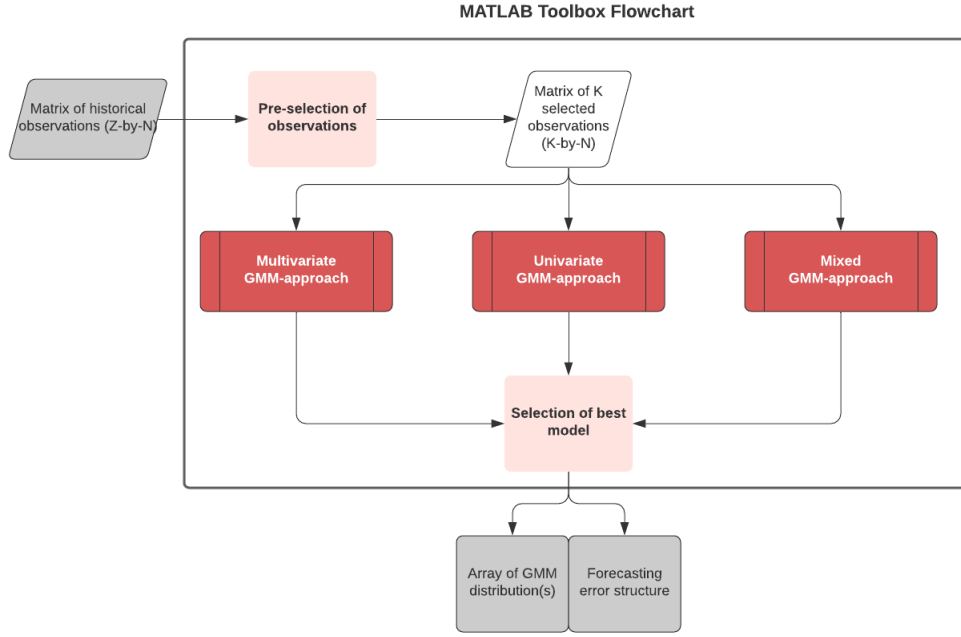 MATLAB Toolbox Flowchart
Matrix of historical
observations (Z-by-N)
Pre-selection of
observations
Matrix of K
selected
observations
(K-by-N)
Multivariate
GMM-approach
Univariate
GMM-approach
Mixed
GMM-approach
Selection of best
model
Array of GMM
distribution(s)
Forecasting
error structure